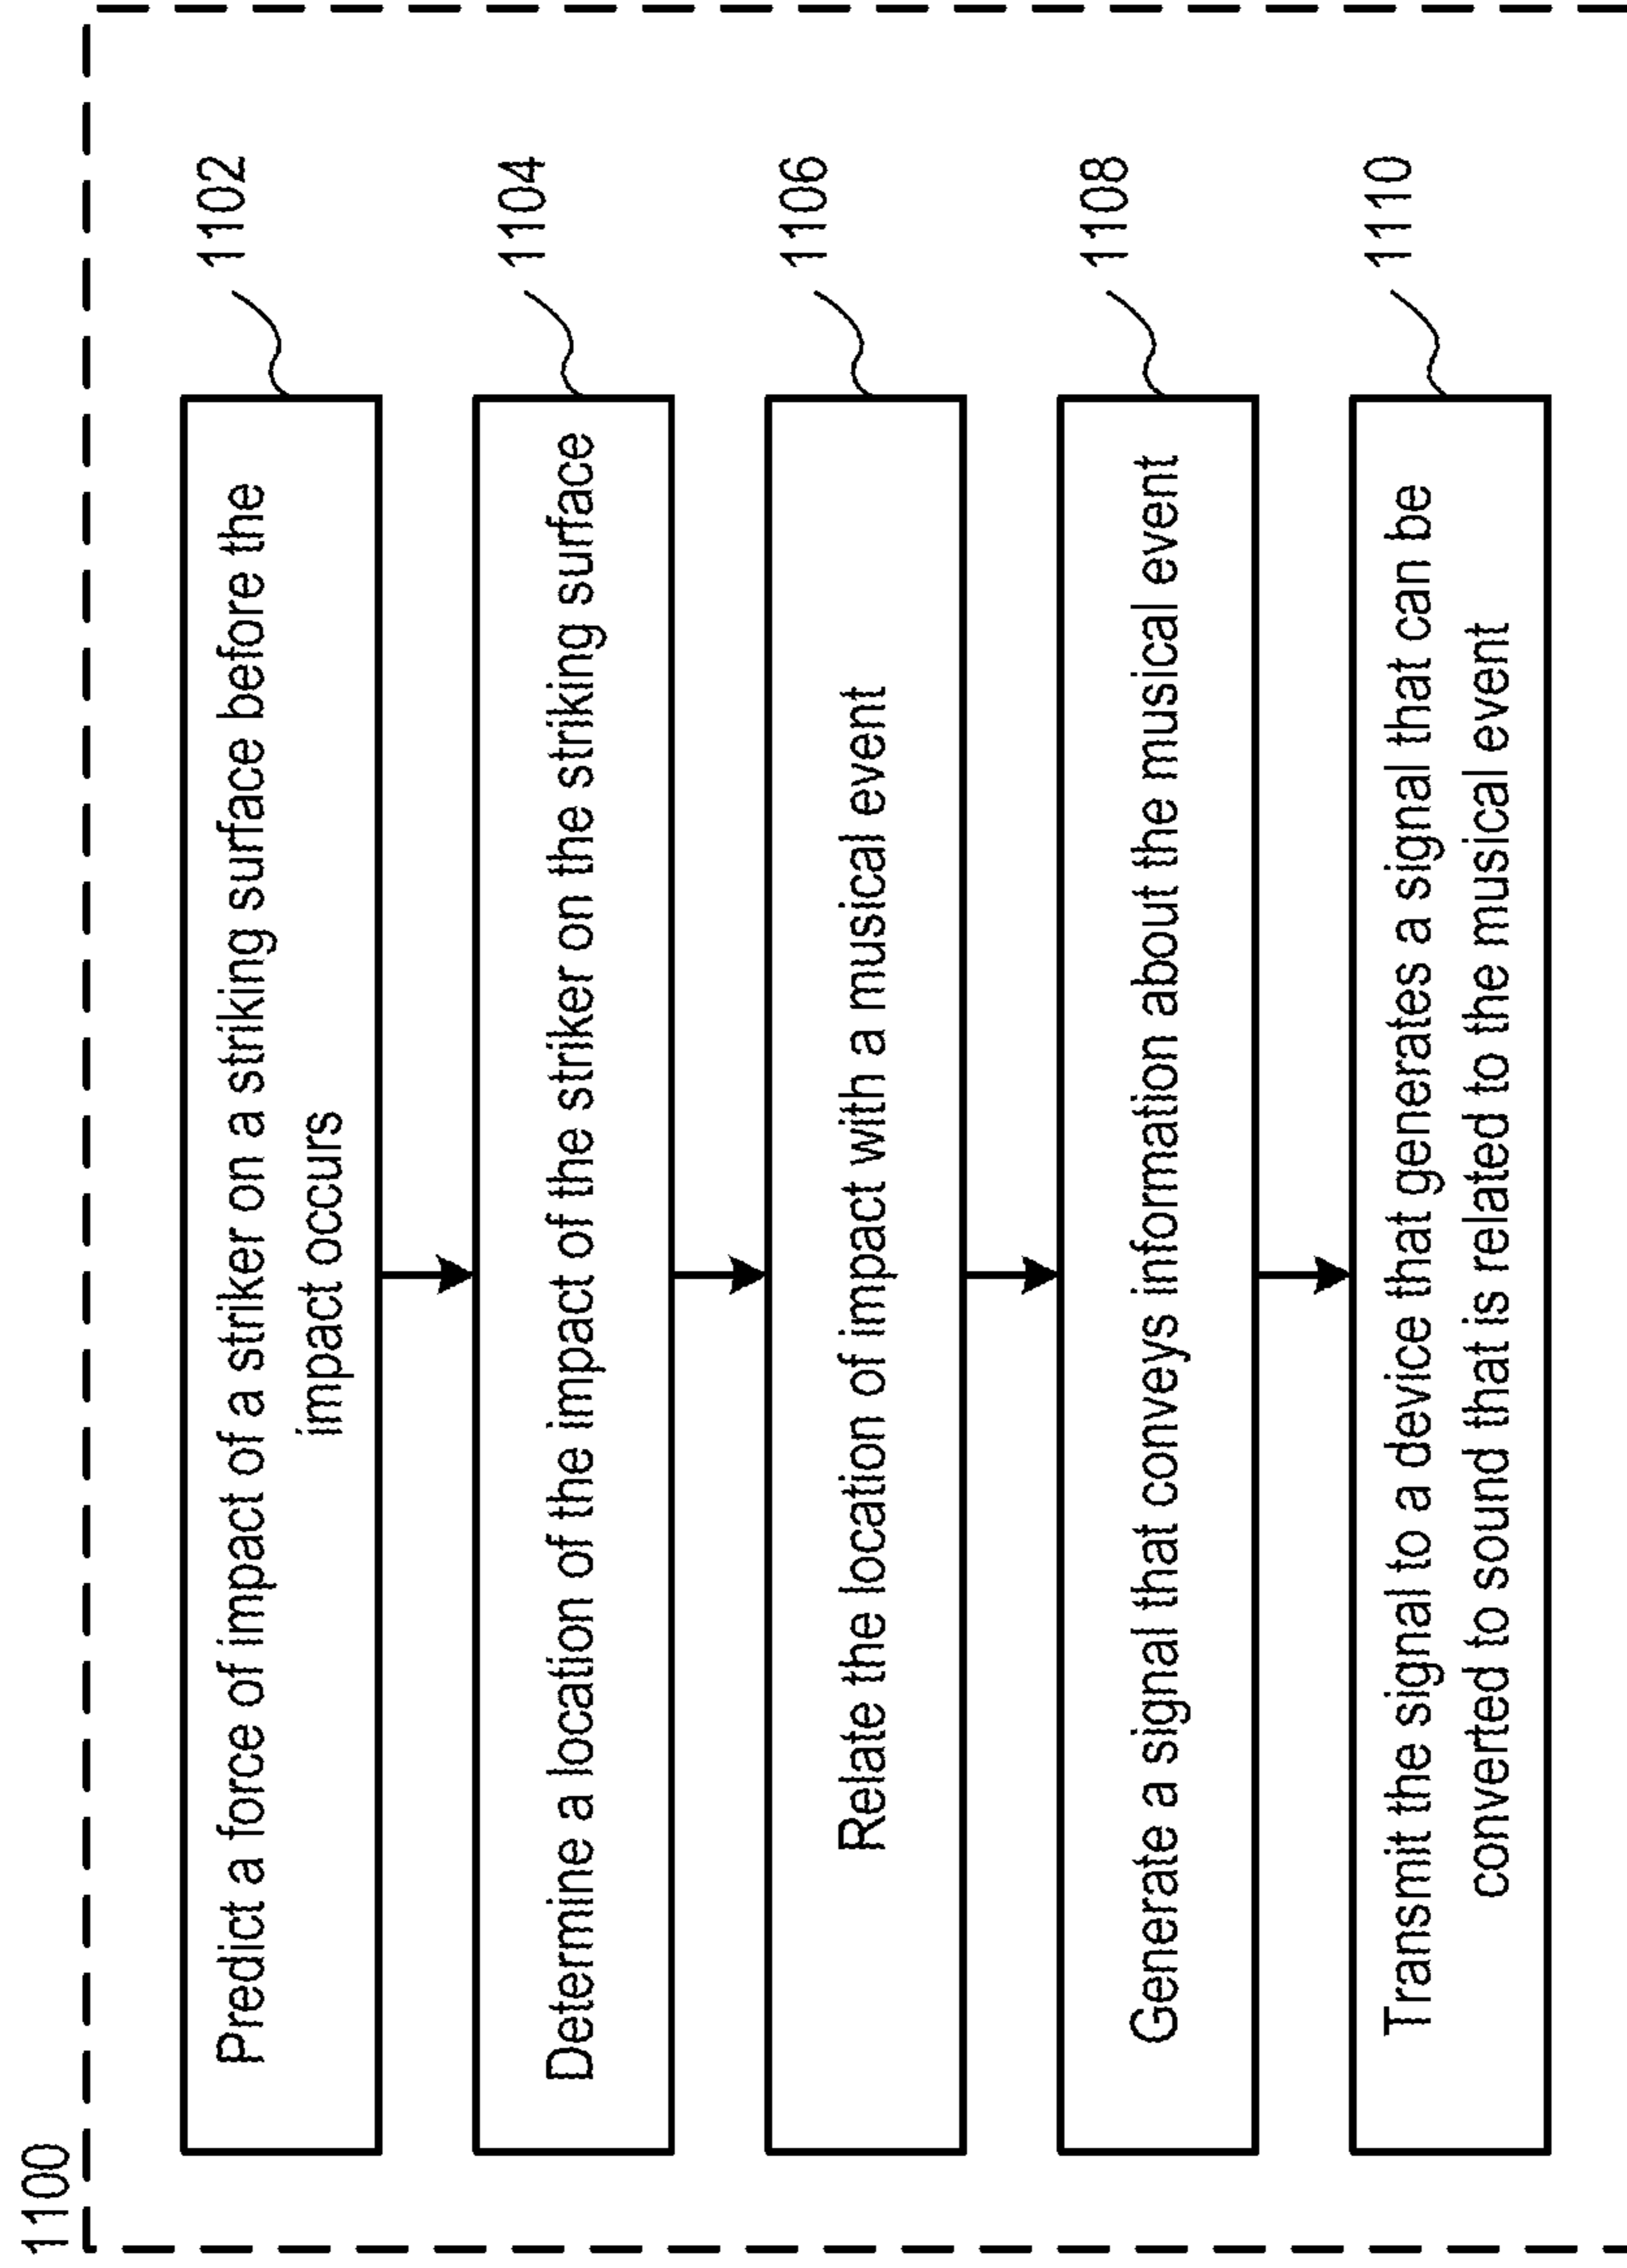 1100
Predict a force of impact of a striker on a striking surface before the
impact occurs
1102
Determine a location of the impact of the striker on the striking surface
1104
Relate the location of impact with a musical event
1106
Generate a signal that conveys information about the musical event
1108
Transmit the signal to a device that generates a signal that can be
converted to sound that is related to the musical event
1110